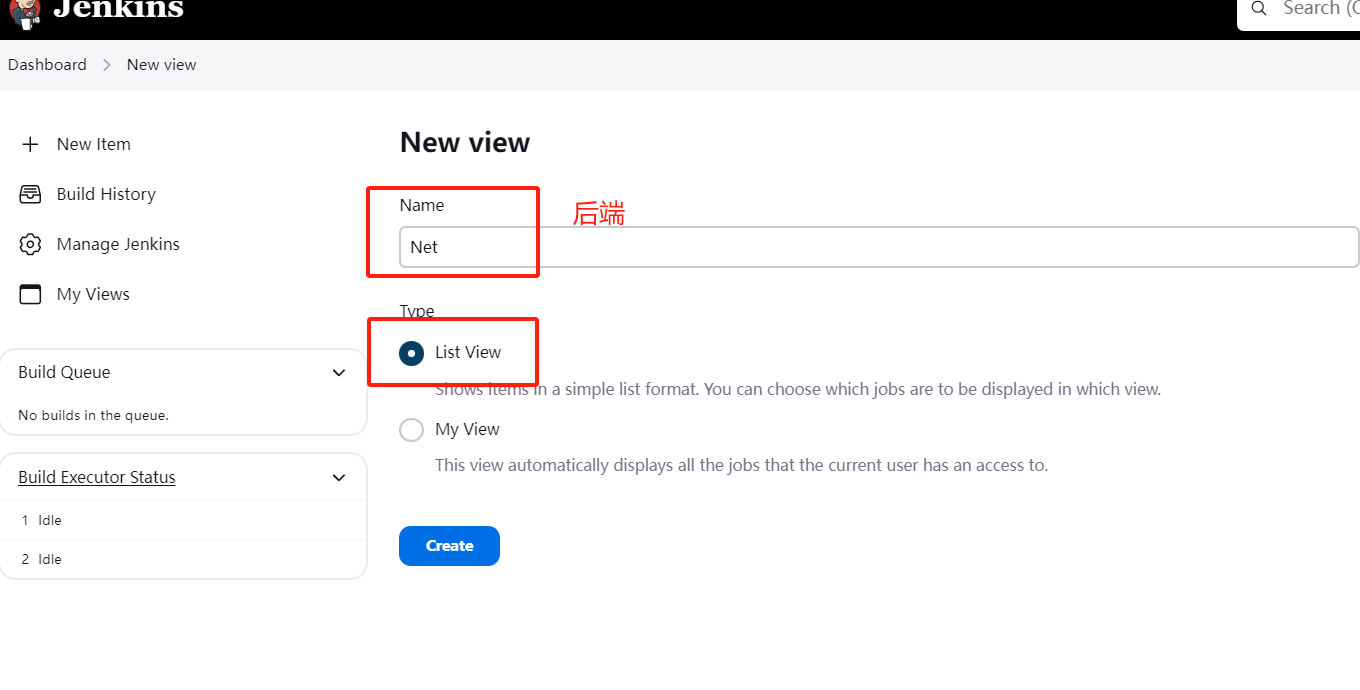 Jenkins
Search (C
Dashboard > New view
New Item
Build History
Manage Jenkins
My Views
Build Queue
No builds in the queue.
Build Executor Status
1 Idle
2 Idle
New view
Name
后端
Net
Type
List View
Shows items in a simple list format. You can choose which jobs are to be displayed in which view.
My View
This view automatically displays all the jobs that the current user has an access to.
Create